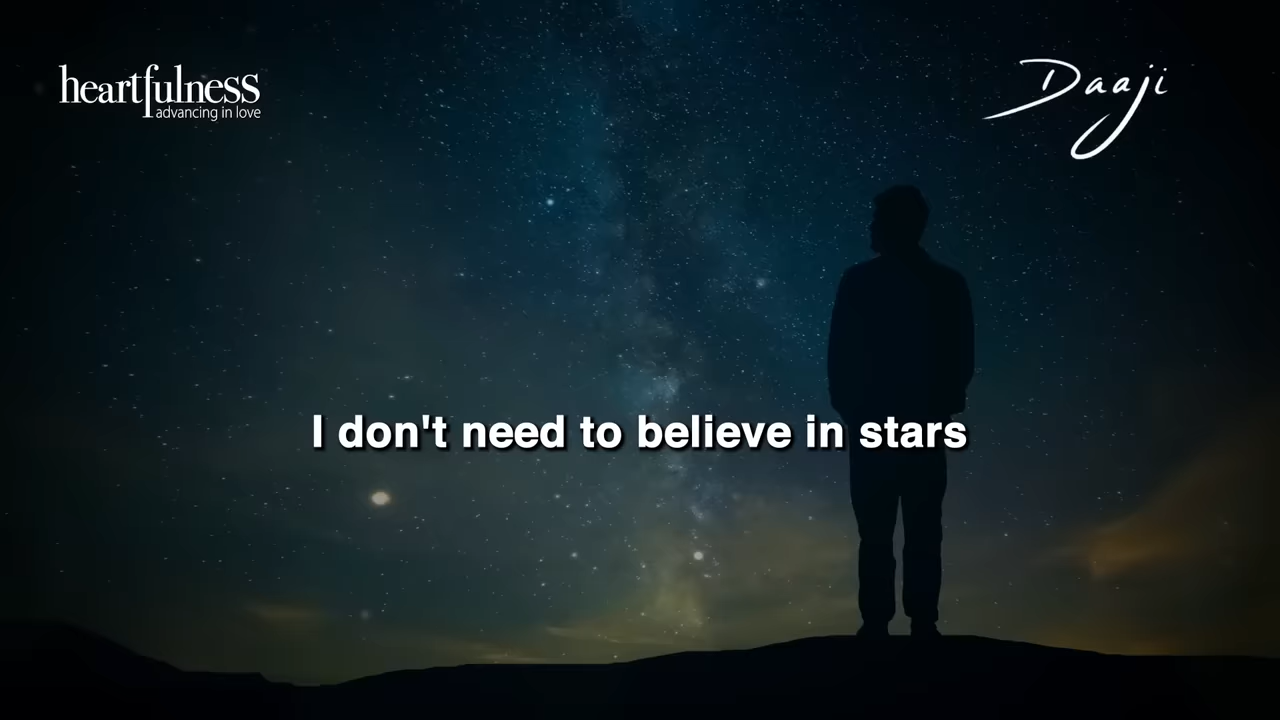 heartfulness
advancing in love
Daaji
I don't need to believe in stars